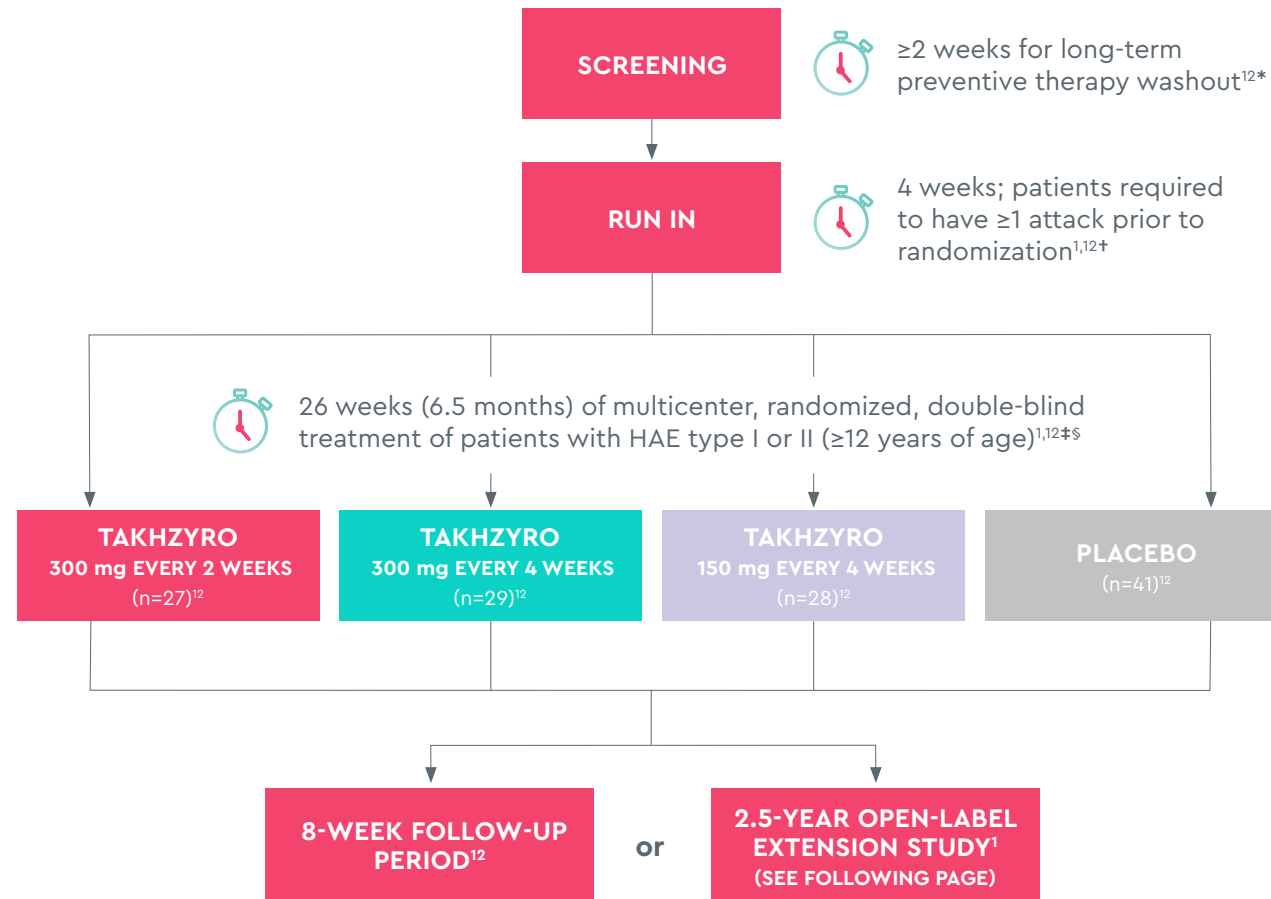 SCREENING
≥2 weeks for long-term
preventive therapy washout12*
RUN IN
4 weeks; patients required
to have ≥1 attack prior to
randomization1,12†
26 weeks (6.5 months) of multicenter, randomized, double-blind
treatment of patients with HAE type I or II (≥12 years of age)1,12‡§
TAKHZYRO
300 mg EVERY 2 WEEKS
(n=27)12
TAKHZYRO
300 mg EVERY 4 WEEKS
(n=29)12
TAKHZYRO
150 mg EVERY 4 WEEKS
(n=28)12
PLACEBO
(n=41)12
8-WEEK FOLLOW-UP
PERIOD12
or
2.5-YEAR OPEN-LABEL
EXTENSION STUDY1
(SEE FOLLOWING PAGE)